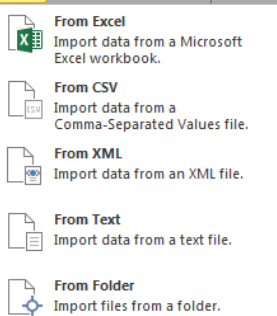 From Excel
Import data from a Microsoft
Excel workbook.
From CSV
Import data from a
Comma-Separated Values file.
From XML
Import data from an XML file.
From Text
Import data from a text file.
From Folder
Import files from a folder.